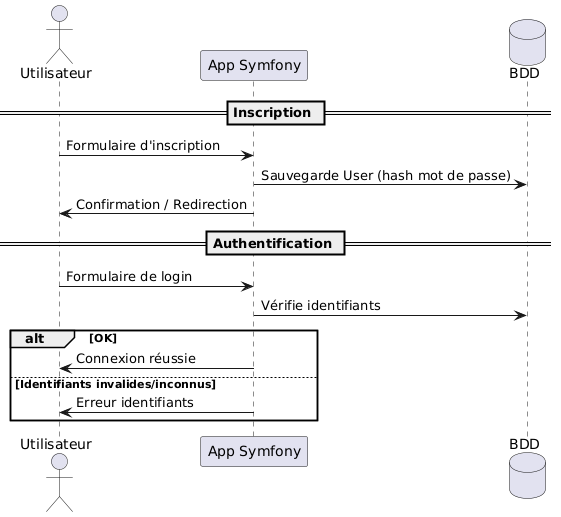 Utilisateur
App Symfony
BDD
Inscription
Formulaire d'inscription
Sauvegarde User (hash mot de passe)
Confirmation / Redirection
Authentification
Formulaire de login
Vérifie identifiants
alt [OK]
Connexion réussie
[Identifiants invalides/inconnus]
Erreur identifiants
Utilisateur
App Symfony
BDD